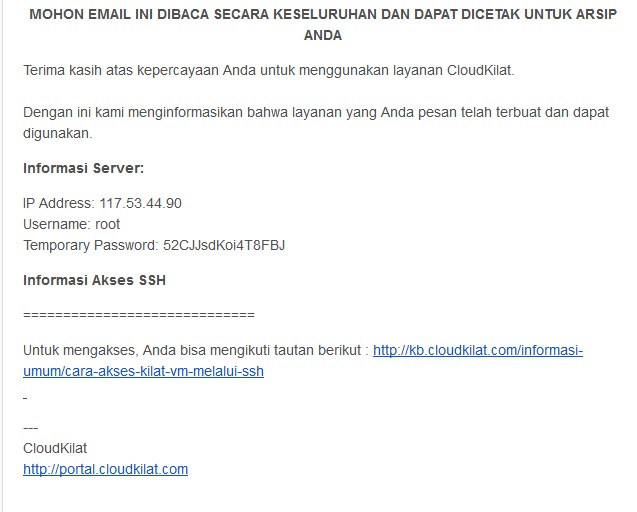 MOHON EMAIL INI DIBACA SECARA KESELURUHAN DAN DAPAT DICETAK UNTUK ARSIP
ANDA
Terima kasih atas kepercayaan Anda untuk menggunakan layanan CloudKilat.
Dengan ini kami menginformasikan bahwa layanan yang Anda pesan telah terbuat dan dapat
digunakan.
Informasi Server:
IP Address: 117.53.44.90
Username: root
Temporary Password: 52CJJsdKoi4T8FBJ
Informasi Akses SSH
=============================
Untuk mengakses, Anda bisa mengikuti tautan berikut : http://kb.cloudkilat.com/informasi-
umum/cara-akses-kilat-vm-melalui-ssh
---
CloudKilat
http://portal.cloudkilat.com